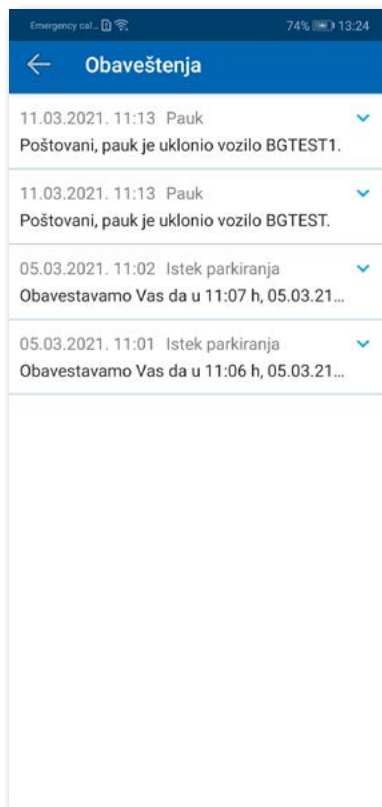 Emergency cal... 74% 13:24
Obaveštenja
11.03.2021. 11:13 Pauk
Poštovani, pauk je uklonio vozilo BGTEST1.
11.03.2021. 11:13 Pauk
Poštovani, pauk je uklonio vozilo BGTEST.
05.03.2021. 11:02 Istek parkiranja
Obavestavamo Vas da u 11:07 h, 05.03.21...
05.03.2021. 11:01 Istek parkiranja
Obavestavamo Vas da u 11:06 h, 05.03.21...